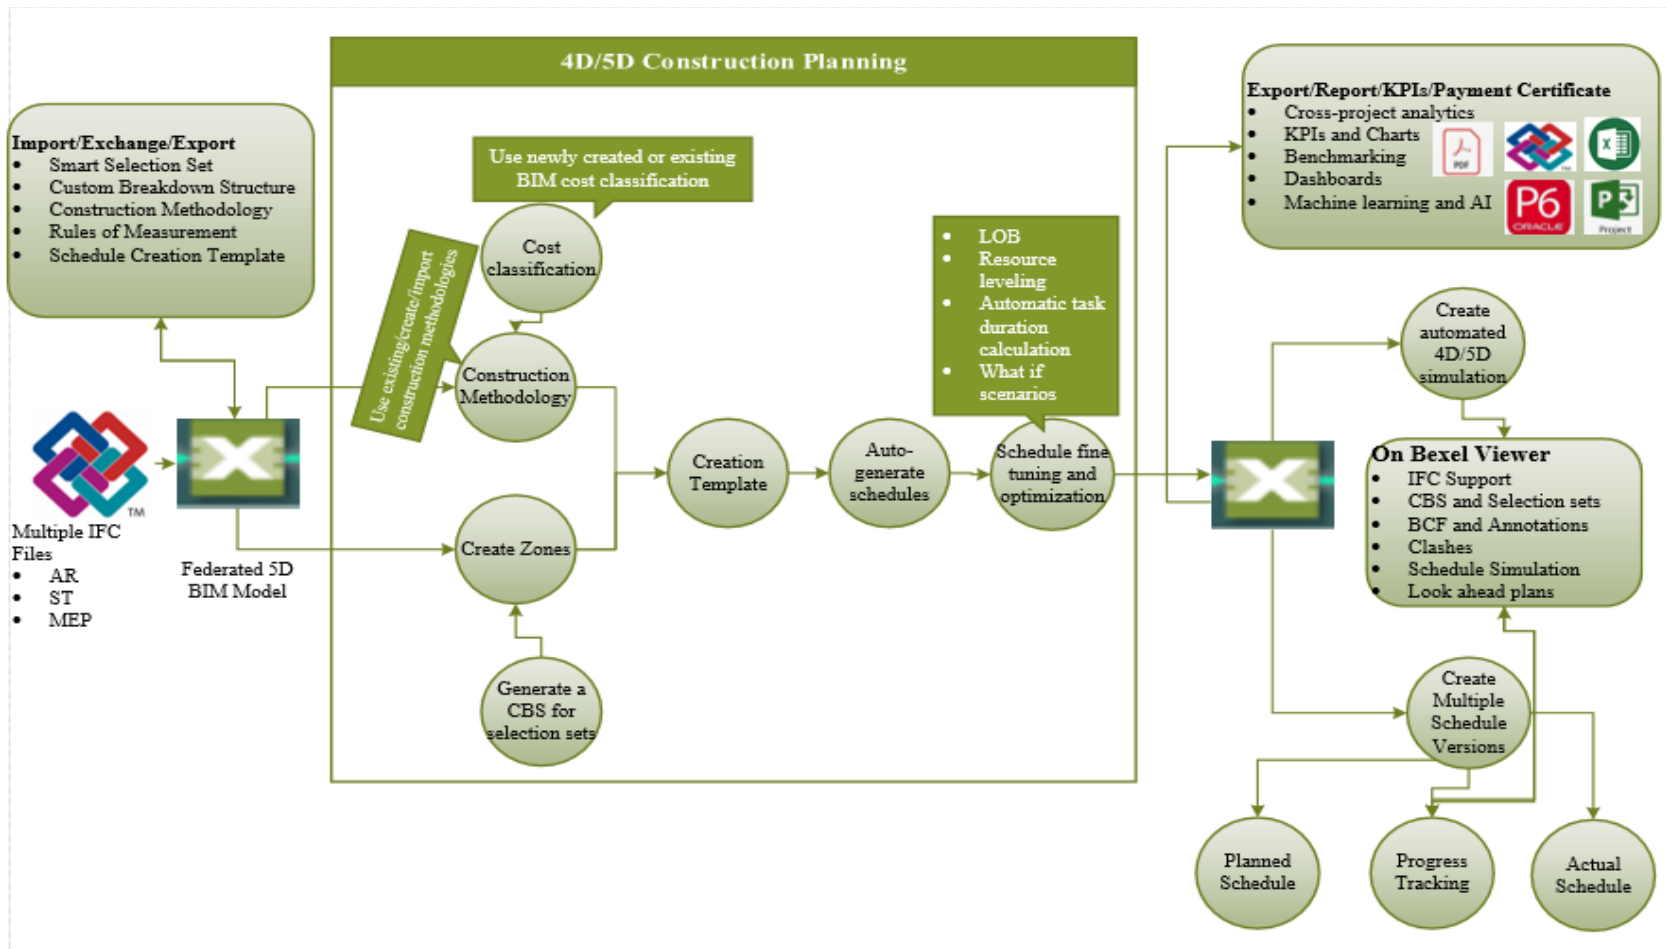 4D/5D Construction Planning
Import/Exchange/Export
• Smart Selection Set
• Custom Breakdown Structure
• Construction Methodology
• Rules of Measurement
• Schedule Creation Template
Multiple IFC
Files
• AR
• ST
• MEP
TM
Federated 5D
BIM Model
Use newly created or existing
BIM cost classification
Cost
classification
Use existing/create/import
construction methodologies
Construction
Methodology
Create Zones
Generate a
CBS for
selection sets
Creation
Template
Auto-
generate
schedules
• LOB
• Resource
leveling
• Automatic task
duration
calculation
• What if
scenarios
Schedule fine
tuning and
optimization
Export/Report/KPIs/Payment Certificate
• Cross-project analytics
• KPIs and Charts
• Benchmarking
• Dashboards
• Machine learning and AI
PDF
X
P6
ORACLE
P
Project
Create
automated
4D/5D
simulation
On Bexel Viewer
• IFC Support
• CBS and Selection sets
• BCF and Annotations
• Clashes
• Schedule Simulation
• Look ahead plans
Create
Multiple
Schedule
Versions
Planned
Schedule
Progress
Tracking
Actual
Schedule